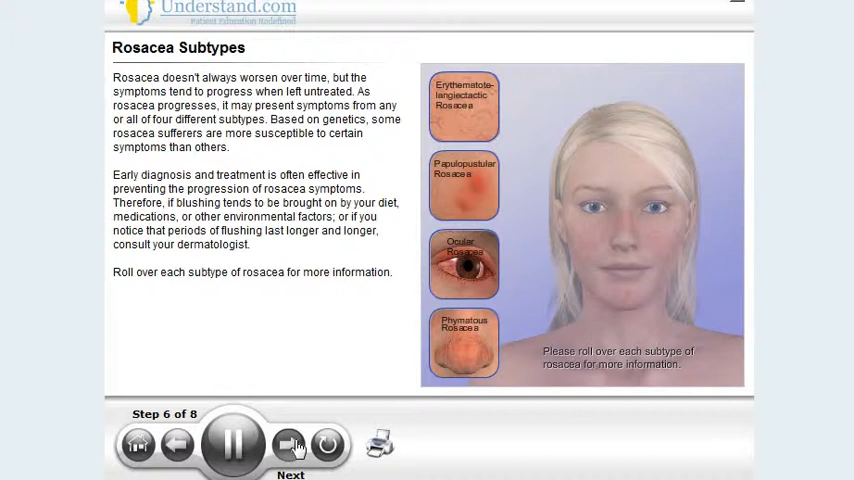 Understand.com
Patient Education Redefined
Rosacea Subtypes
Rosacea doesn't always worsen over time, but the
symptoms tend to progress when left untreated. As
rosacea progresses, it may present symptoms from any
or all of four different subtypes. Based on genetics, some
rosacea sufferers are more susceptible to certain
symptoms than others.
Early diagnosis and treatment is often effective in
preventing the progression of rosacea symptoms.
Therefore, if blushing tends to be brought on by your diet,
medications, or other environmental factors; or if you
notice that periods of flushing last longer and longer,
consult your dermatologist.
Roll over each subtype of rosacea for more information.
Erythematote-
langiectactic
Rosacea
Papulopustular
Rosacea
Ocular
Rosacea
Phymatous
Rosacea
Please roll over each subtype of
rosacea for more information.
Step 6 of 8
Next